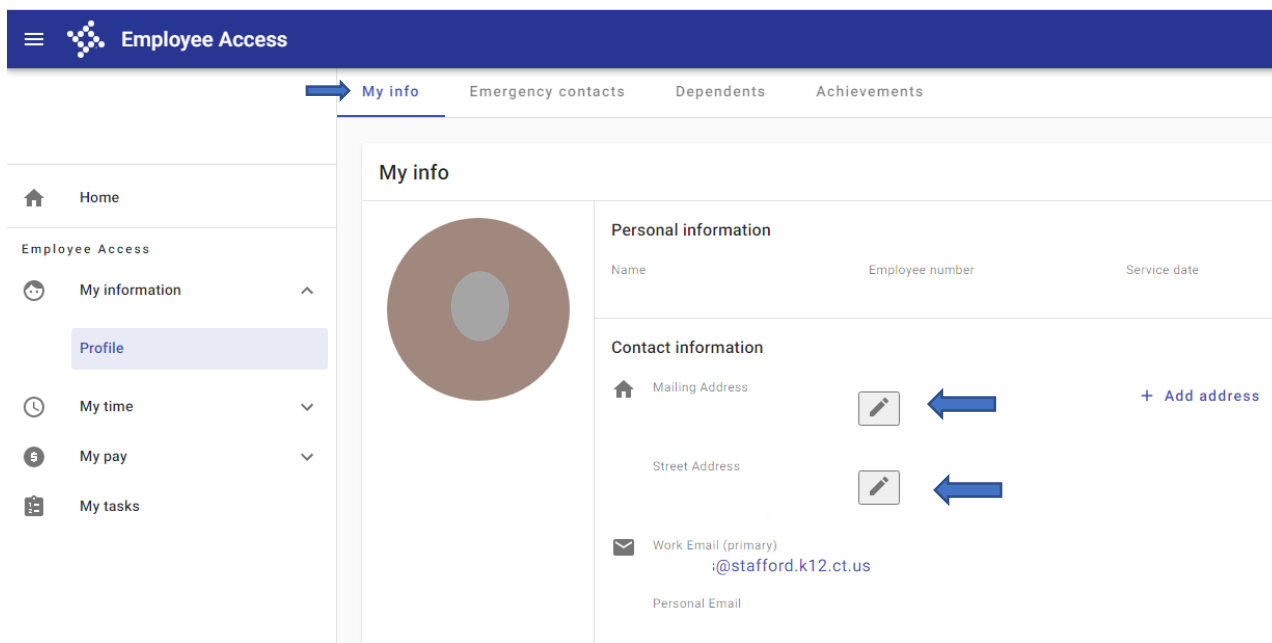 Employee Access
My info Emergency contacts Dependents Achievements
Home
Employee Access
My information
Profile
My time
My pay
My tasks
My info
Personal information
Name Employee number Service date
Contact information
Mailing Address
+ Add address
Street Address
Work Email (primary)
@stafford.k12.ct.us
Personal Email